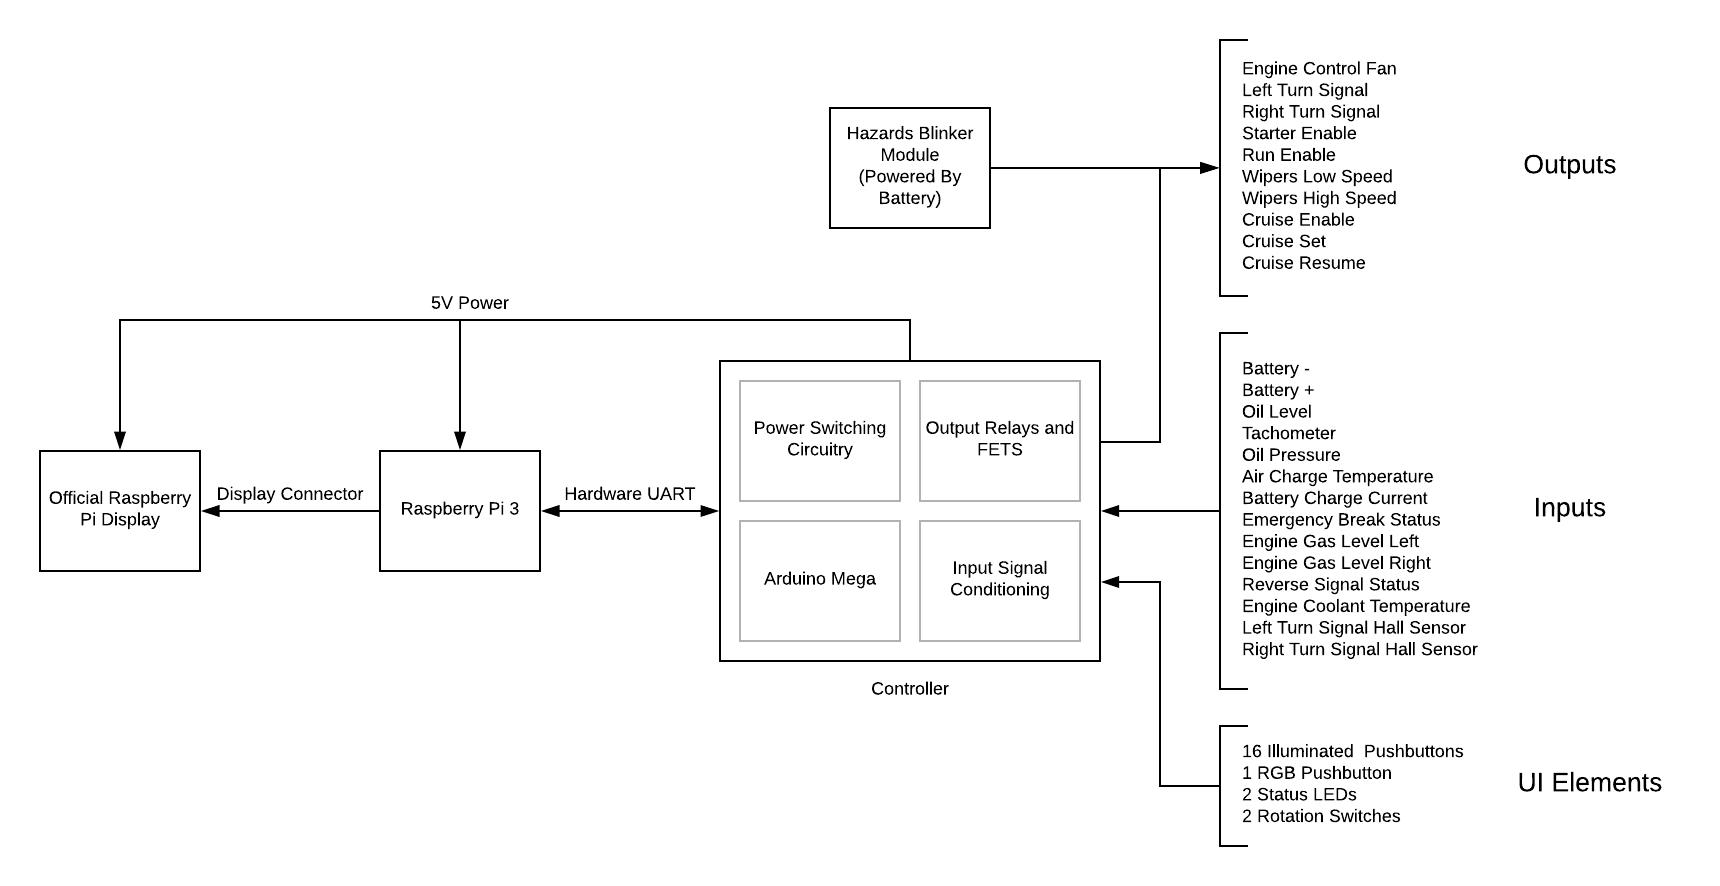 Engine Control Fan
Left Turn Signal
Right Turn Signal
Starter Enable
Run Enable
Wipers Low Speed
Wipers High Speed
Cruise Enable
Cruise Set
Cruise Resume
Outputs
Hazards Blinker
Module
(Powered By
Battery)
5V Power
Battery -
Battery +
Oil Level
Tachometer
Oil Pressure
Air Charge Temperature
Battery Charge Current
Emergency Break Status
Engine Gas Level Left
Engine Gas Level Right
Reverse Signal Status
Engine Coolant Temperature
Left Turn Signal Hall Sensor
Right Turn Signal Hall Sensor
Inputs
Power Switching
Circuitry
Output Relays and
FETS
Official Raspberry
Pi Display
Display Connector
Raspberry Pi 3
Hardware UART
Arduino Mega
Input Signal
Conditioning
Controller
16 Illuminated  Pushbuttons
1 RGB Pushbutton
2 Status LEDs
2 Rotation Switches
UI Elements